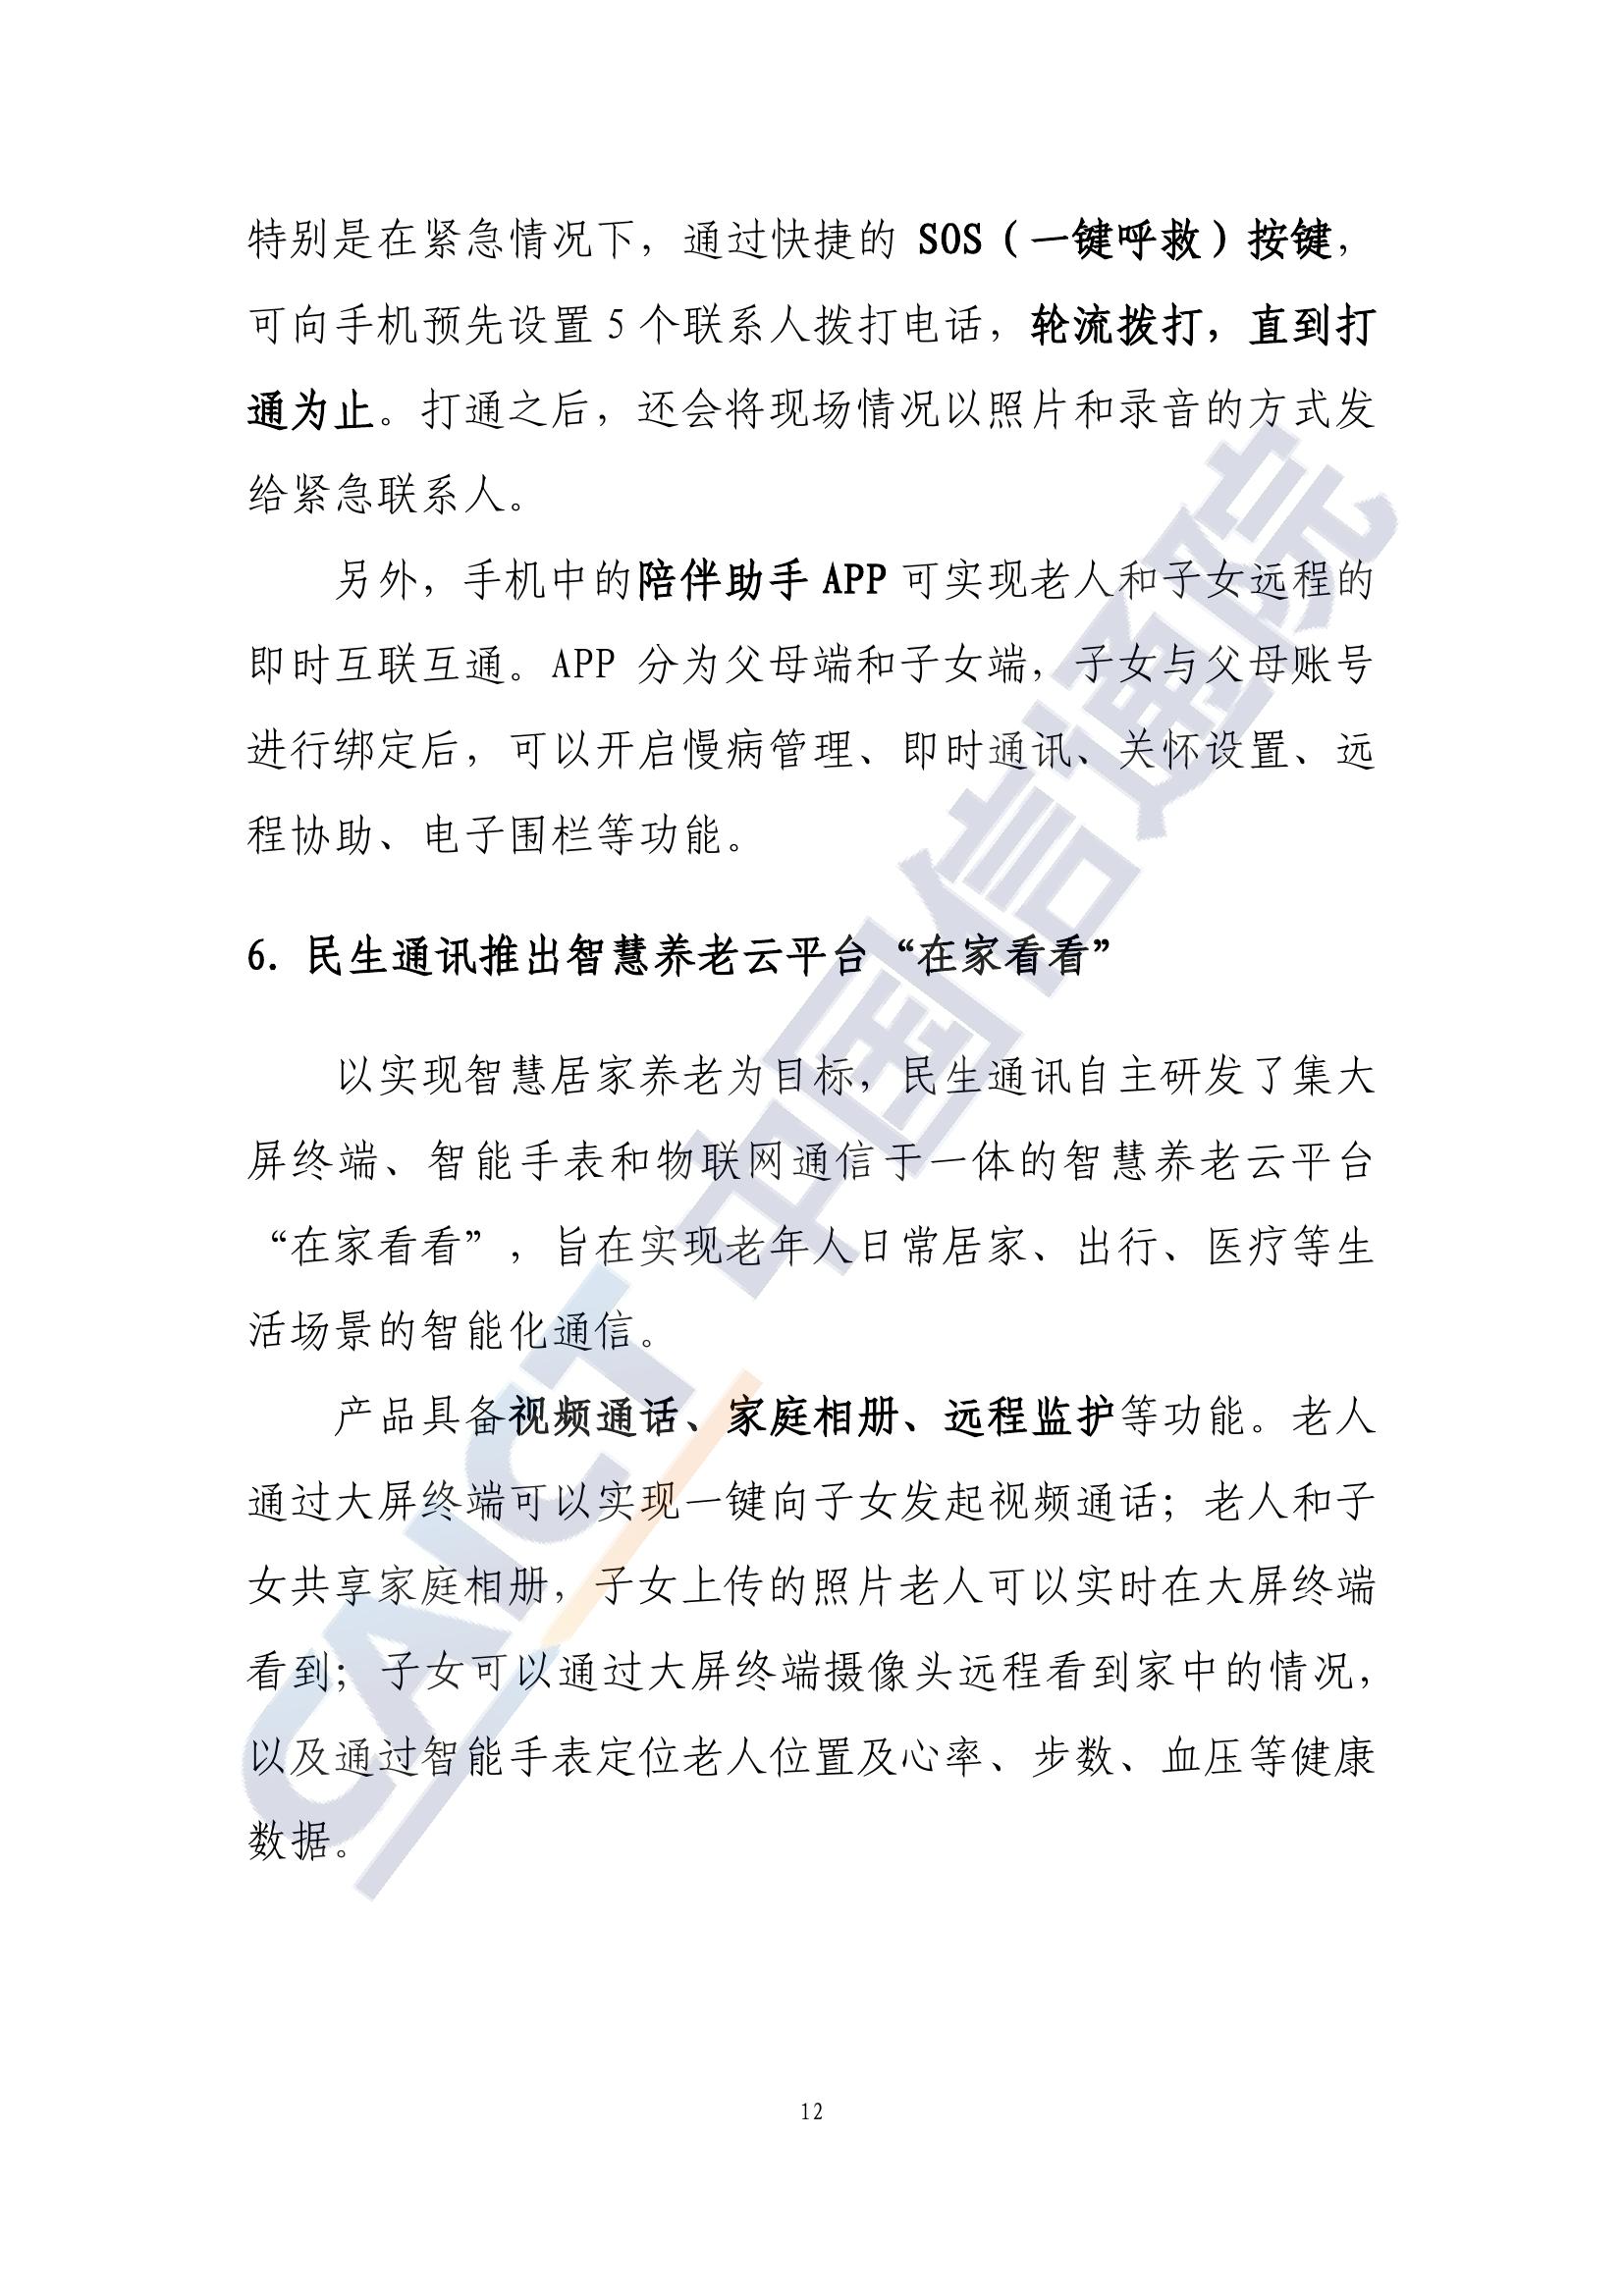 特别是在紧急情况下，通过快捷的 SOS（一键呼救）按键，
可向手机预先设置 5 个联系人拨打电话，轮流拨打，直到打
通为止。打通之后，还会将现场情况以照片和录音的方式发
给紧急联系人。
另外，手机中的陪伴助手 APP 可实现老人和子女远程的
即时互联互通。APP 分为父母端和子女端，子女与父母账号
进行绑定后，可以开启慢病管理、即时通讯、关怀设置、远
程协助、电子围栏等功能。
6. 民生通讯推出智慧养老云平台“在家看看”
以实现智慧居家养老为目标，民生通讯自主研发了集大
屏终端、智能手表和物联网通信于一体的智慧养老云平台
“在家看看”，旨在实现老年人日常居家、出行、医疗等生
活场景的智能化通信。
产品具备视频通话、家庭相册、远程监护等功能。老人
通过大屏终端可以实现一键向子女发起视频通话；老人和子
女共享家庭相册，子女上传的照片老人可以实时在大屏终端
看到；子女可以通过大屏终端摄像头远程看到家中的情况，
以及通过智能手表定位老人位置及心率、步数、血压等健康
数据。
CAICT 中国信通院
12